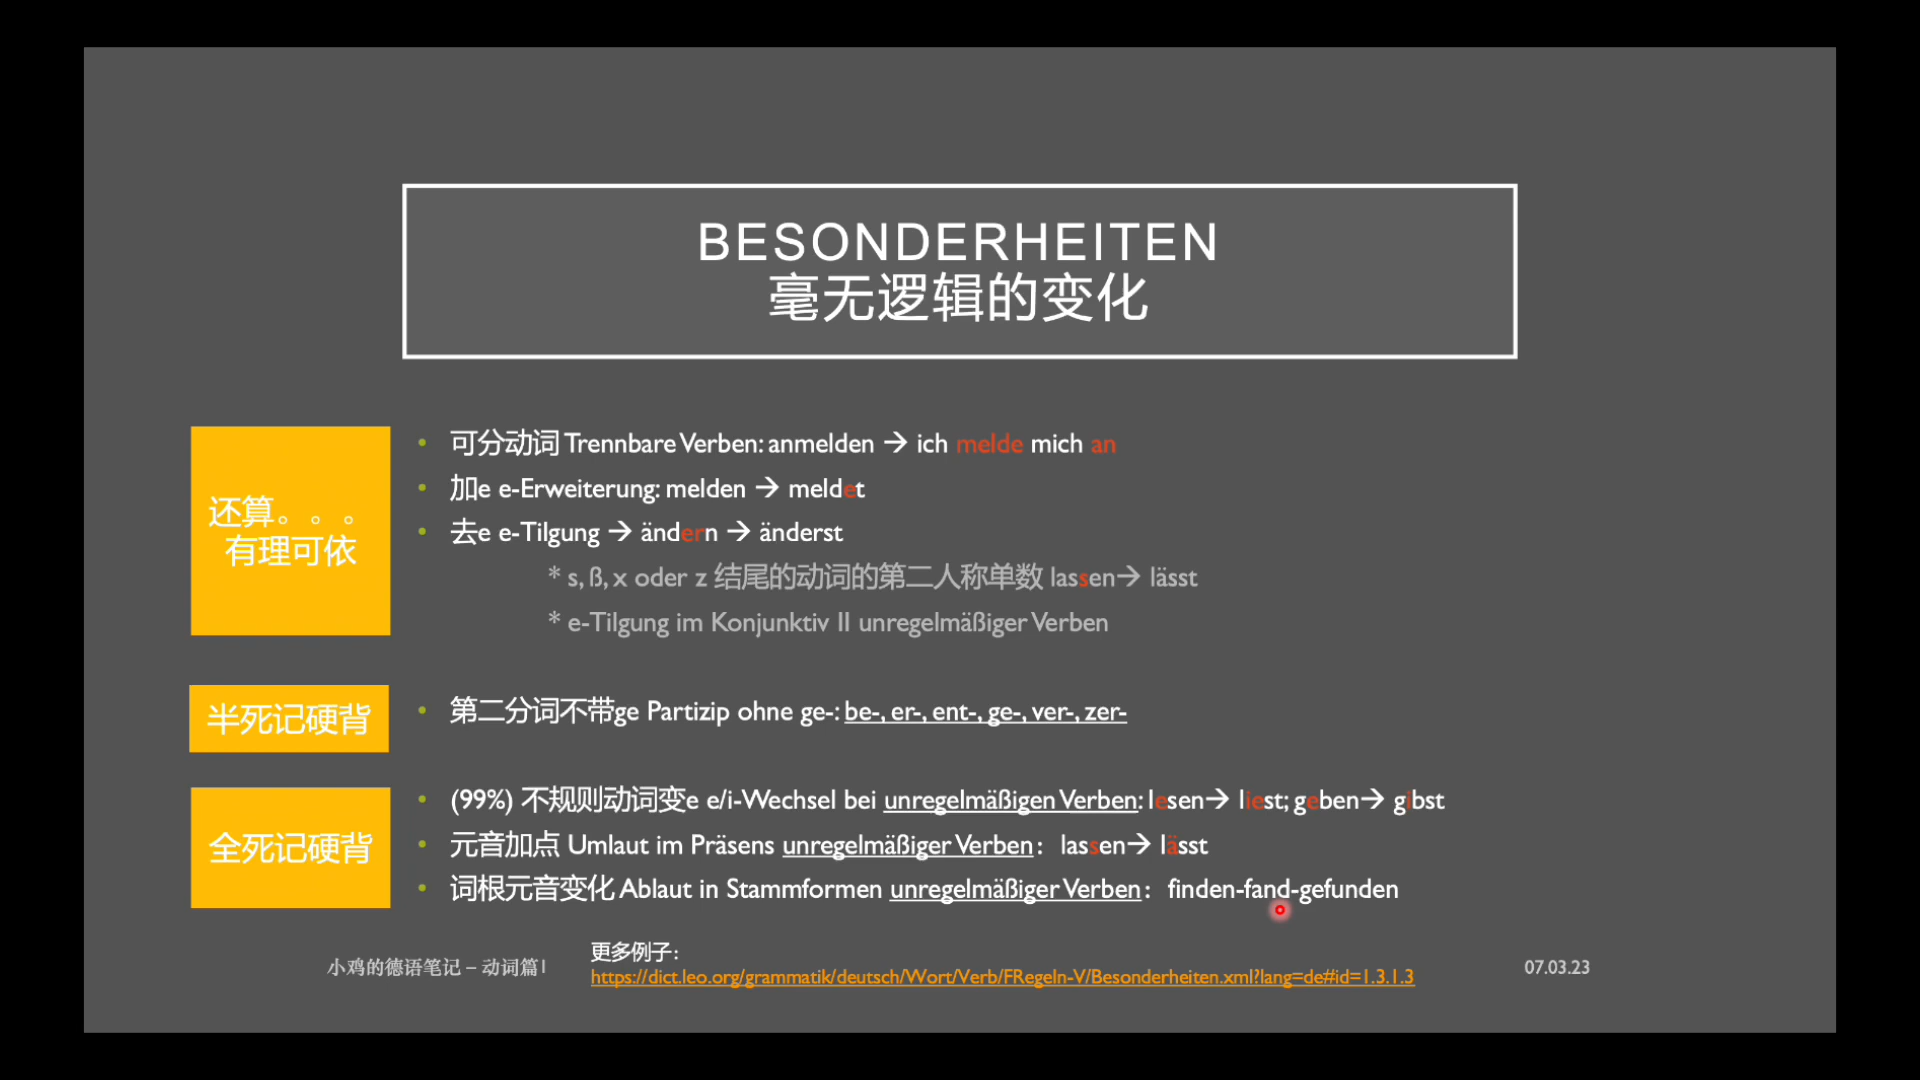 BESONDERHEITEN
毫无逻辑的变化
还算。。。
有理可依
• 可分动词 Trennbare Verben: anmelden → ich melde mich an
• 加e e-Erweiterung: melden → meldet
• 去e e-Tilgung → ändern → änderst
* s, ß, x oder z 结尾的动词的第二人称单数 lassen→ lässt
* e-Tilgung im Konjunktiv II unregelmäßiger Verben
半死记硬背
• 第二分词不带ge Partizip ohne ge-: be-, er-, ent-, ge-, ver-, zer-
全死记硬背
• (99%) 不规则动词变e e/i-Wechsel bei unregelmäßigen Verben: lesen→ liest; geben→ gibst
• 元音加点 Umlaut im Präsens unregelmäßiger Verben：lassen→ lässt
• 词根元音变化 Ablaut in Stammformen unregelmäßiger Verben：finden-fand-gefunden
小鸡的德语笔记 – 动词篇I
更多例子：
https://dict.leo.org/grammatik/deutsch/Wort/Verb/FRegeln-V/Besonderheiten.xml?lang=de#id=1.3.1.3
07.03.23